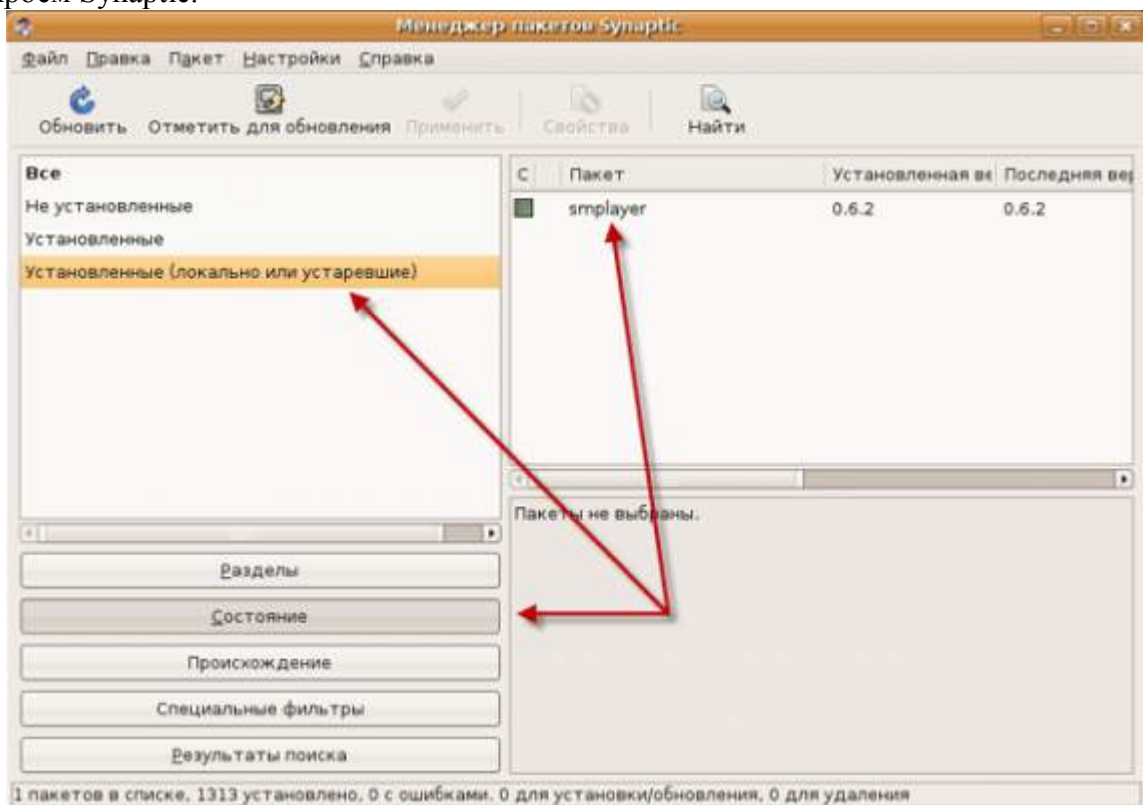 Synaptic:
Менеджер пакетов Synaptic
Файл Правка Пакет Настройки Справка
Обновить Отметить для обновления Применить Свойства Найти
Все
Не установленные
Установленные
Установленные (локально или устаревшие)
С Пакет Установленная ве Последняя вер
smplayer 0.6.2 0.6.2
Пакеты не выбраны.
Разделы
Состояние
Происхождение
Специальные фильтры
Результаты поиска
1 пакетов в списке, 1313 установлено, 0 с ошибками. 0 для установки/обновления, 0 для удаления